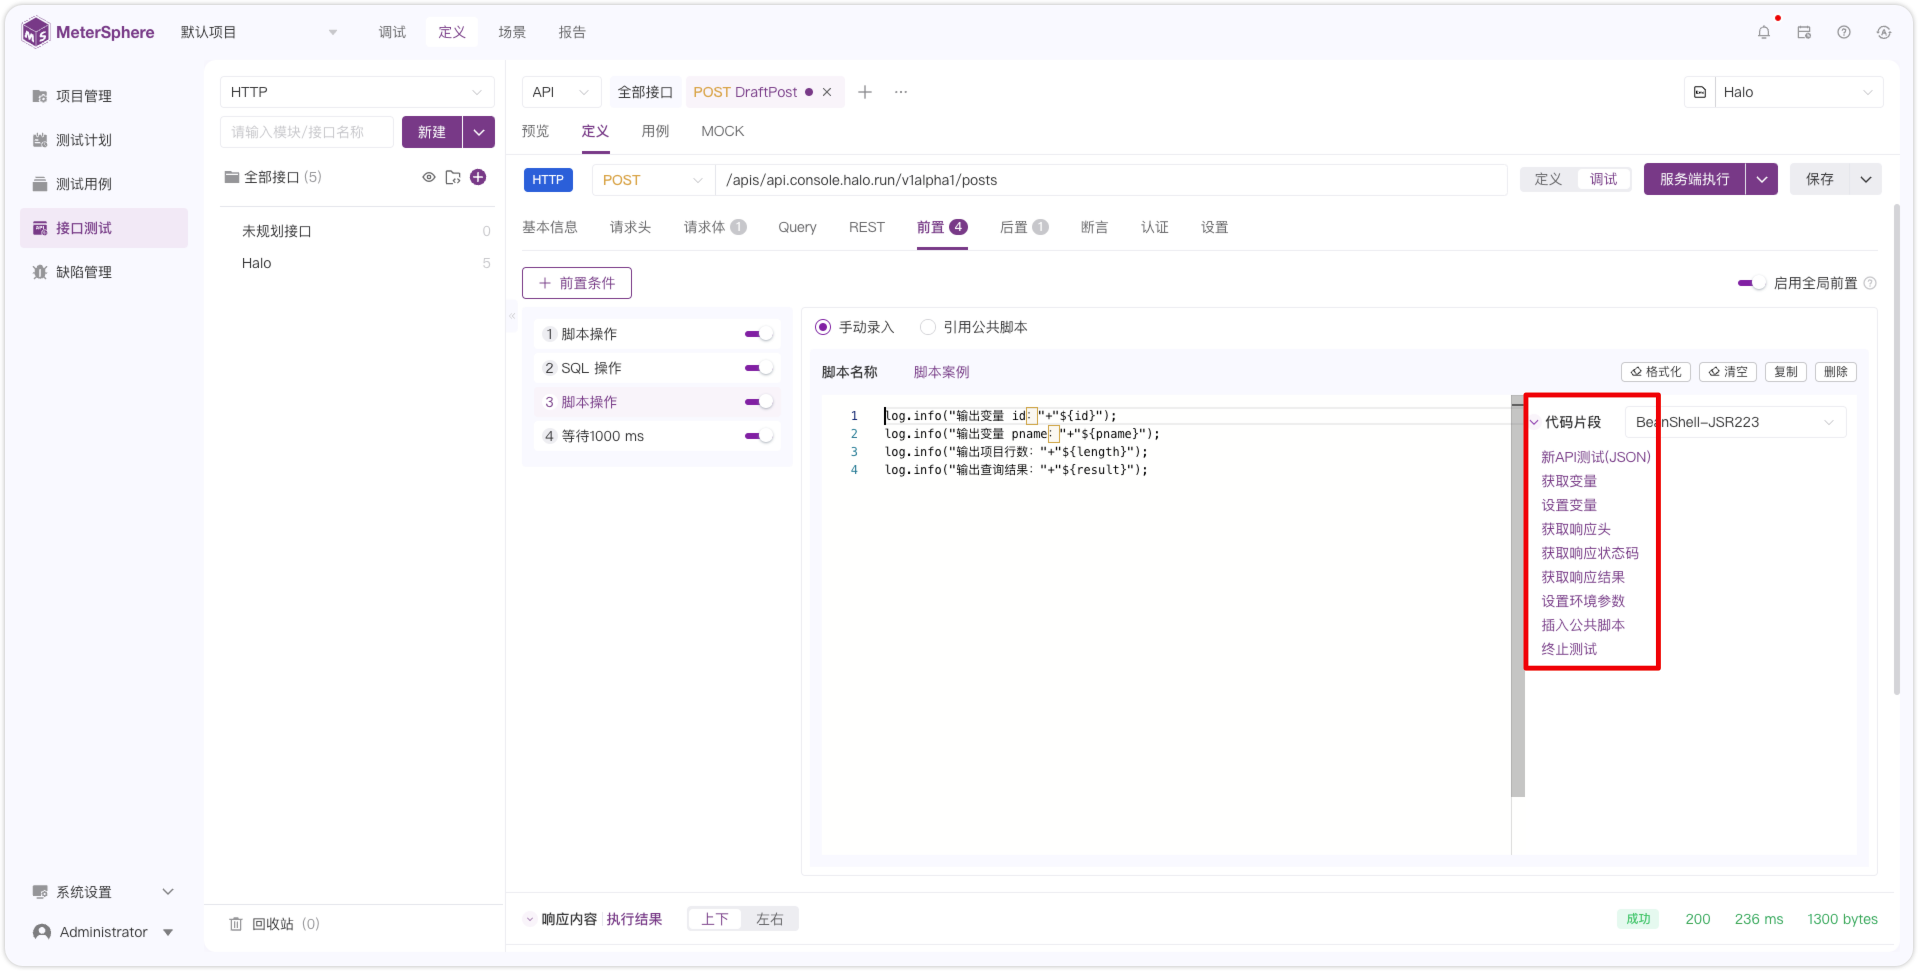 MeterSphere 默认项目 调试 定义 场景 报告
项目管理
测试计划
测试用例
接口测试
缺陷管理
系统设置
Administrator
HTTP
请输入模块/接口名称 新建
全部接口 (5)
未规划接口 0
Halo 5
回收站 (0)
API 全部接口 POST DraftPost Halo
预览 定义 用例 MOCK
HTTP POST /apis/api.console.halo.run/v1alpha1/posts 定义 调试 服务端执行 保存
基本信息 请求头 请求体 1 Query REST 前置 4 后置 1 断言 认证 设置
前置条件 启用全局前置
1 脚本操作
2 SQL 操作
3 脚本操作
4 等待1000 ms
手动录入 引用公共脚本
脚本名称 脚本案例 格式化 清空 复制 删除
1 log.info("输出变量 id："+"${id}");
2 log.info("输出变量 pname："+"${pname}");
3 log.info("输出项目行数："+"${length}");
4 log.info("输出查询结果："+"${result}");
代码片段 BeanShell-JSR223
新API测试(JSON)
获取变量
设置变量
获取响应头
获取响应状态码
获取响应结果
设置环境参数
插入公共脚本
终止测试
响应内容 执行结果 上下 左右 成功 200 236 ms 1300 bytes